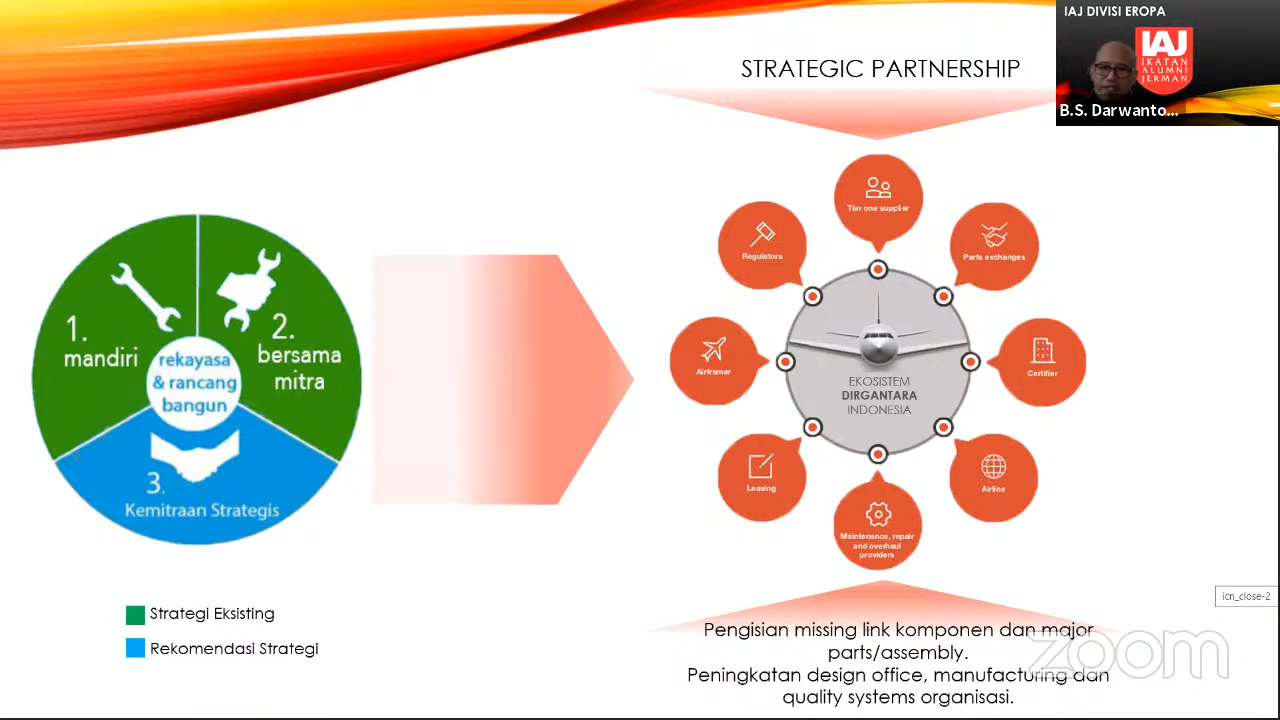 IAJ DIVISI EROPA
IAJ
IKATAN
ALUMNI
JERMAN
B.S. Darwanto...
STRATEGIC PARTNERSHIP
1.
mandiri
2.
bersama
mitra
rekayasa
& rancang
bangun
3.
Kemitraan Strategis
Strategi Eksisting
Rekomendasi Strategi
Tier one supplier
Regulators
Parts exchanges
Airframer
Certifier
EKOSISTEM
DIRGANTARA
INDONESIA
Leasing
Airline
Maintenance, repair
and overhaul
providers
icn_close-2
Pengisian missing link komponen dan major
parts/assembly.
Peningkatan design office, manufacturing dan
quality systems organisasi.
zoom